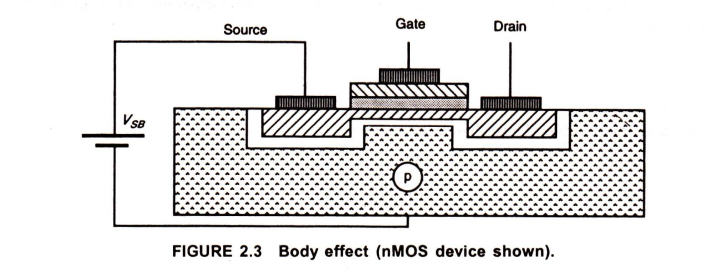 Source
Gate
Drain
V_SB
p
FIGURE 2.3 Body effect (nMOS device shown).